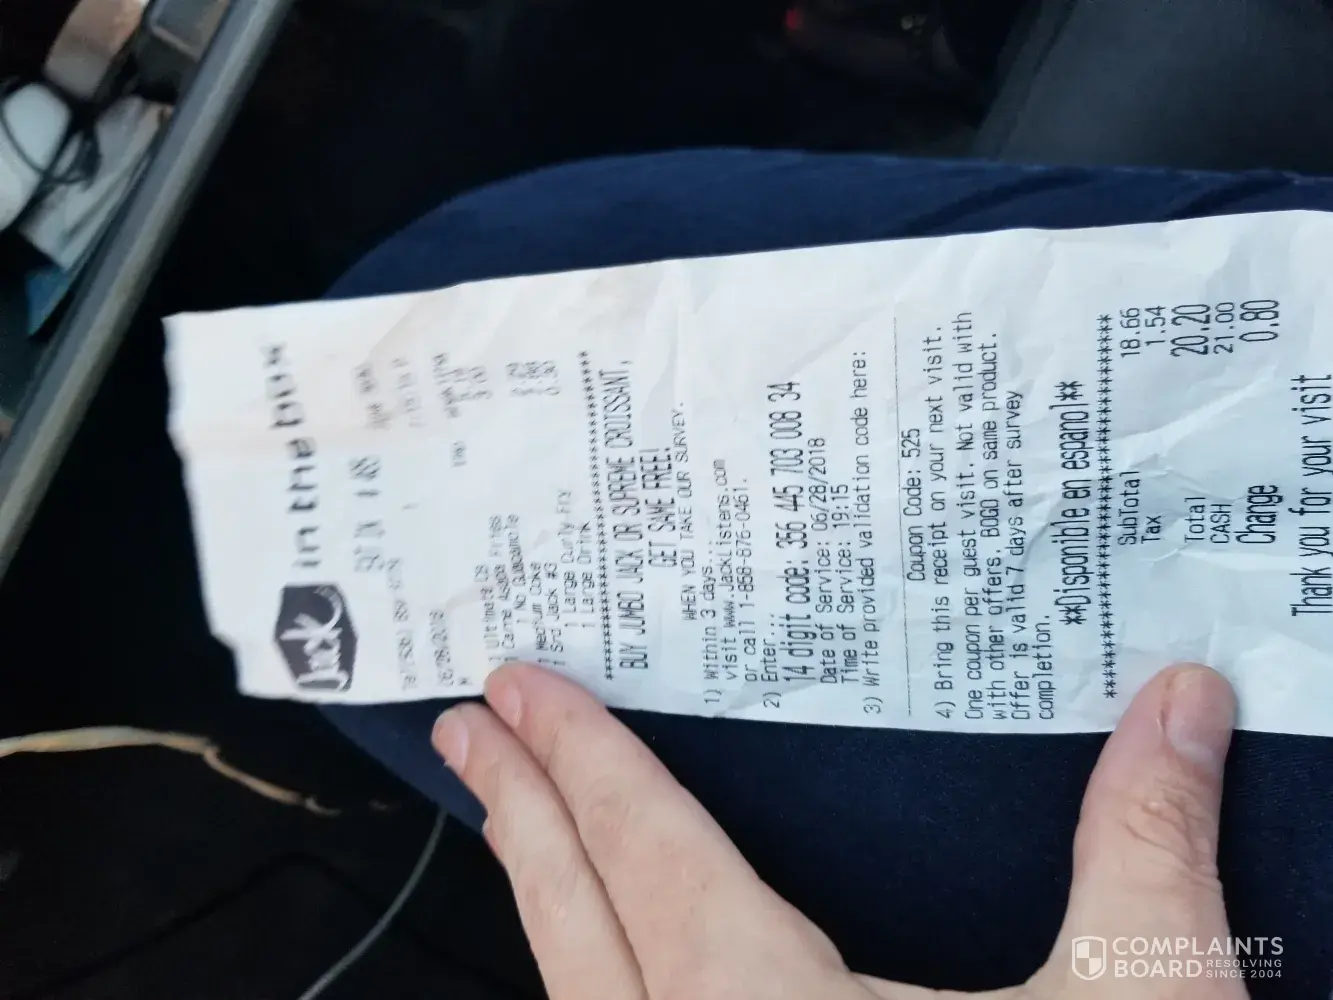 Jack
in the box
06/28/2018
1 Ultimate CB
1 Carne Asada Fries
1 No Guacamole
1 Medium Coke
1 Srd Jack #3
1 Large Curly Fry
1 Large Drink
****************************************
BUY JUMBO JACK OR SUPREME CROISSANT,
GET SAME FREE!
WHEN YOU TAKE OUR SURVEY.
1) Within 3 days...
visit www.JackListens.com
or call 1-858-876-0461.
2) Enter...
14 digit code: 356 445 703 008 34
Date of Service: 06/28/2018
Time of Service: 19:15
3) Write provided validation code here:
4) Bring this receipt on your next visit.
Coupon Code: 525
One coupon per guest visit. Not valid with
with other offers. BOGO on same product.
Offer is valid 7 days after survey
completion.
**Disponible en espanol**
****************************************
SubTotal 18.66
Tax 1.54
Total 20.20
CASH 21.00
Change 0.80
Thank you for your visit
COMPLAINTS
BOARD RESOLVING
SINCE 2004